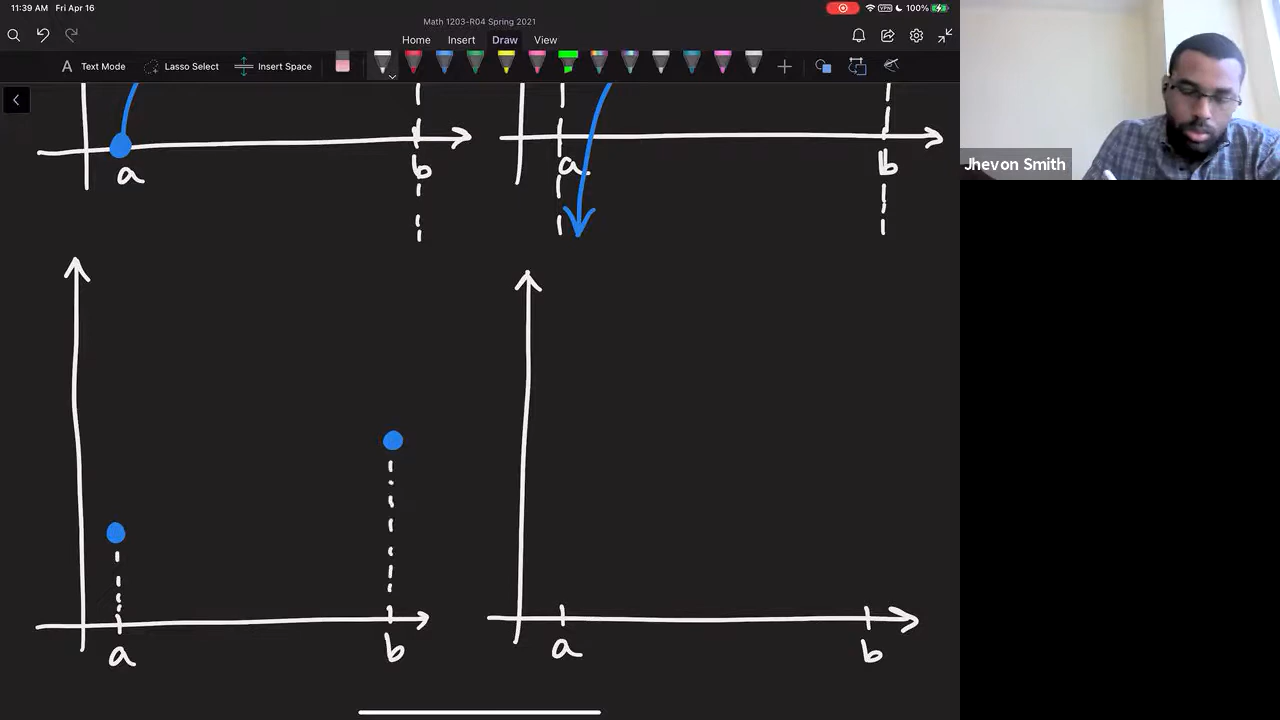 11:39 AM Fri Apr 16
VPN 100%
Math 1203-R04 Spring 2021
Home Insert Draw View
Text Mode Lasso Select Insert Space
a b
a b
a b
a b
Jhevon Smith